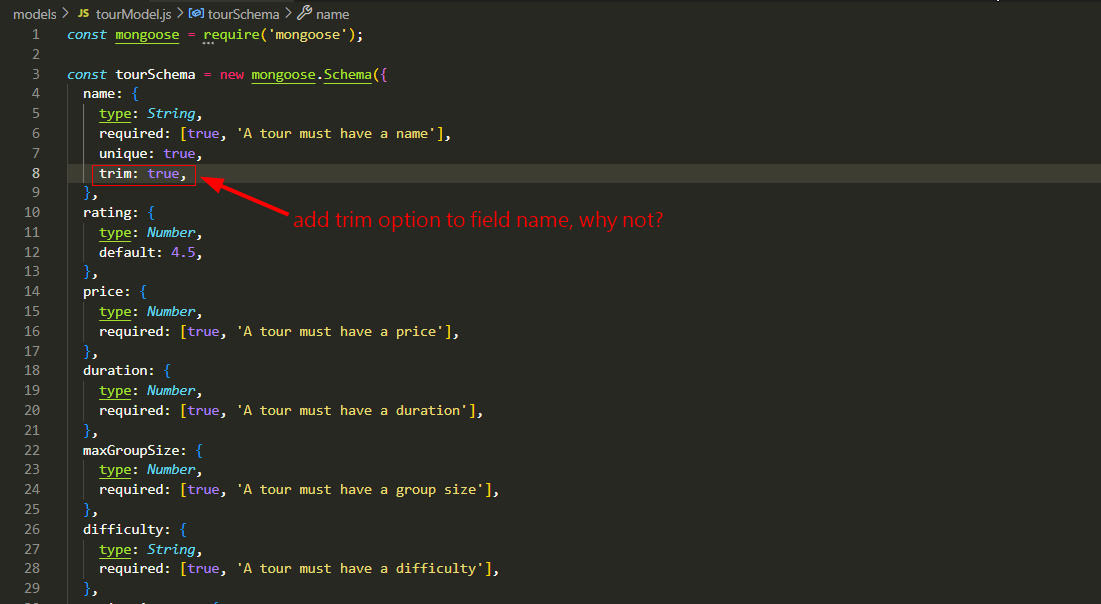 models > JS tourModel.js > tourSchema > name
1 const mongoose = require('mongoose');
2
3 const tourSchema = new mongoose.Schema({
4 name: {
5 type: String,
6 required: [true, 'A tour must have a name'],
7 unique: true,
8 trim: true,
9 },
10 rating: {
add trim option to field name, why not?
11 type: Number,
12 default: 4.5,
13 },
14 price: {
15 type: Number,
16 required: [true, 'A tour must have a price'],
17 },
18 duration: {
19 type: Number,
20 required: [true, 'A tour must have a duration'],
21 },
22 maxGroupSize: {
23 type: Number,
24 required: [true, 'A tour must have a group size'],
25 },
26 difficulty: {
27 type: String,
28 required: [true, 'A tour must have a difficulty'],
29 },